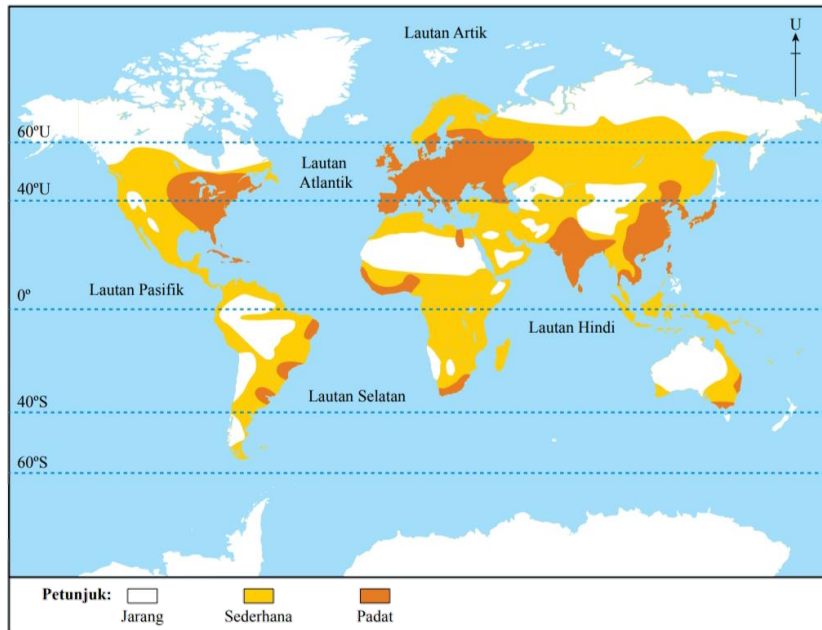 Lautan Artik
U
60ºU
Lautan
Atlantik
40ºU
Lautan Pasifik
0º
Lautan Hindi
Lautan Selatan
40ºS
60ºS
Petunjuk:
Jarang
Sederhana
Padat